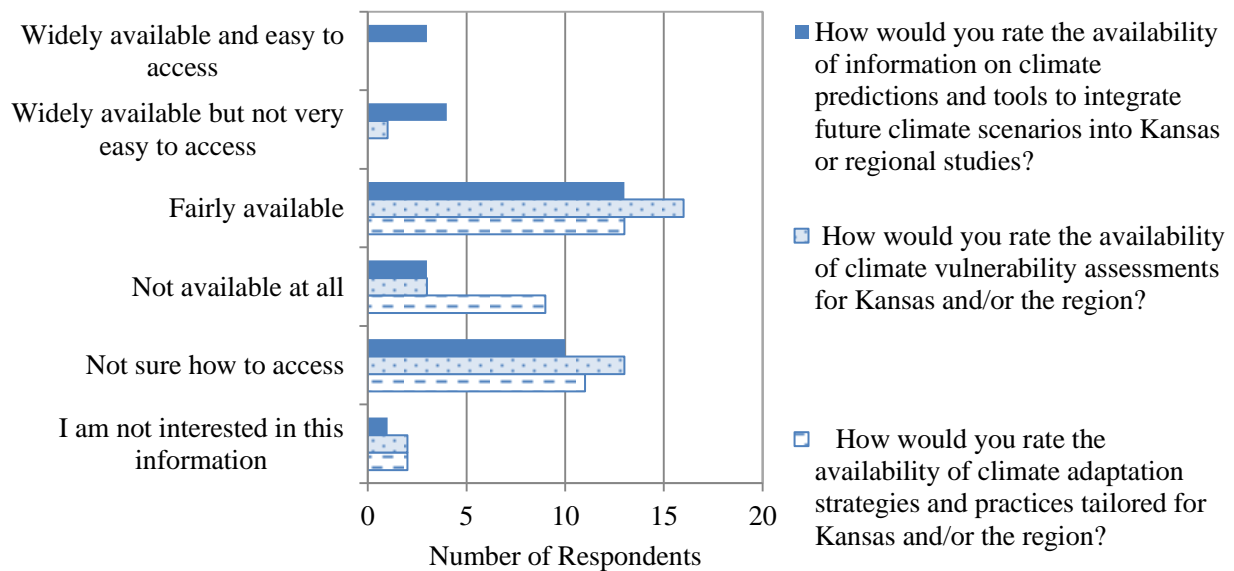 Widely available and easy to
access
Widely available but not very
easy to access
Fairly available
Not available at all
Not sure how to access
I am not interested in this
information
0 5 10 15 20
Number of Respondents
How would you rate the availability
of information on climate
predictions and tools to integrate
future climate scenarios into Kansas
or regional studies?
How would you rate the availability
of climate vulnerability assessments
for Kansas and/or the region?
How would you rate the
availability of climate adaptation
strategies and practices tailored for
Kansas and/or the region?